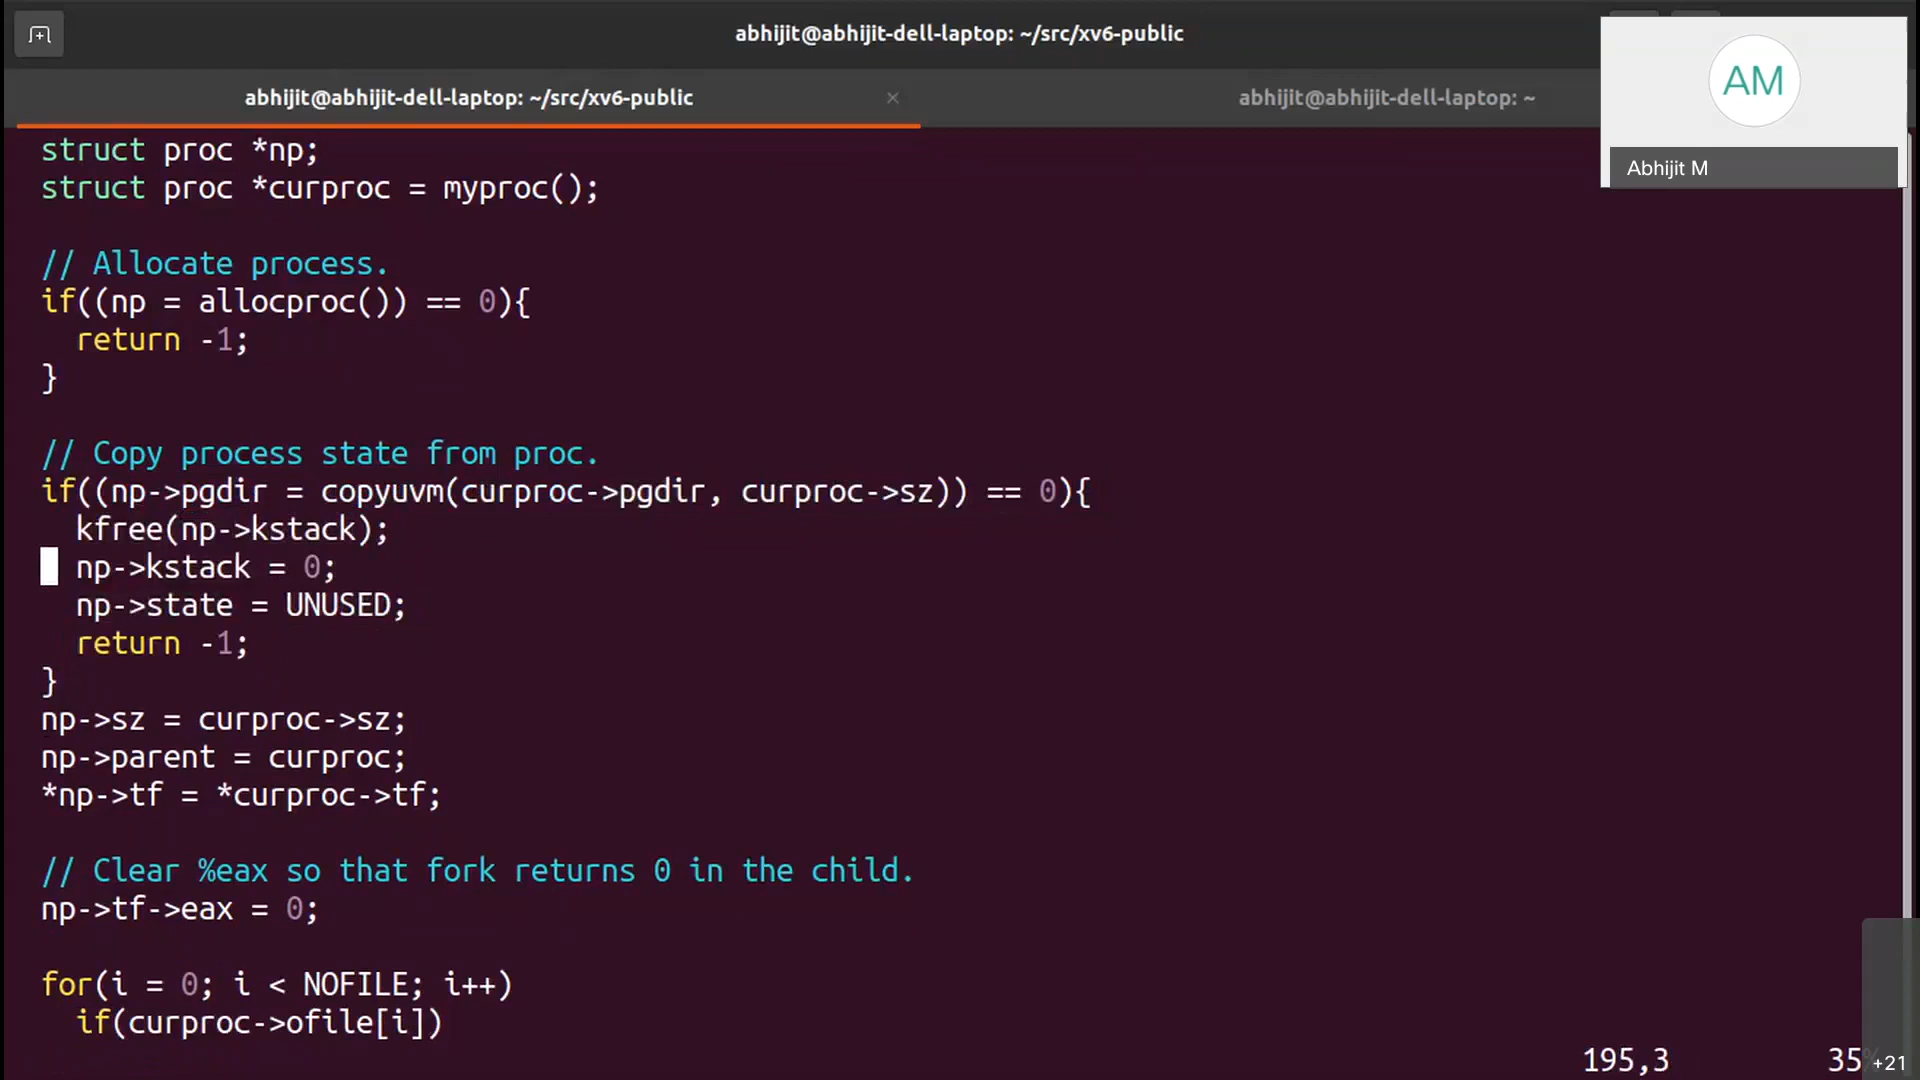 abhijit@abhijit-dell-laptop: ~/src/xv6-public
abhijit@abhijit-dell-laptop: ~/src/xv6-public ×
abhijit@abhijit-dell-laptop: ~
AM
Abhijit M
struct proc *np;
struct proc *curproc = myproc();
// Allocate process.
if((np = allocproc()) == 0){
return -1;
}
// Copy process state from proc.
if((np->pgdir = copyuvm(curproc->pgdir, curproc->sz)) == 0){
kfree(np->kstack);
np->kstack = 0;
np->state = UNUSED;
return -1;
}
np->sz = curproc->sz;
np->parent = curproc;
*np->tf = *curproc->tf;
// Clear %eax so that fork returns 0 in the child.
np->tf->eax = 0;
for(i = 0; i < NOFILE; i++)
if(curproc->ofile[i])
195,3 35%
+21